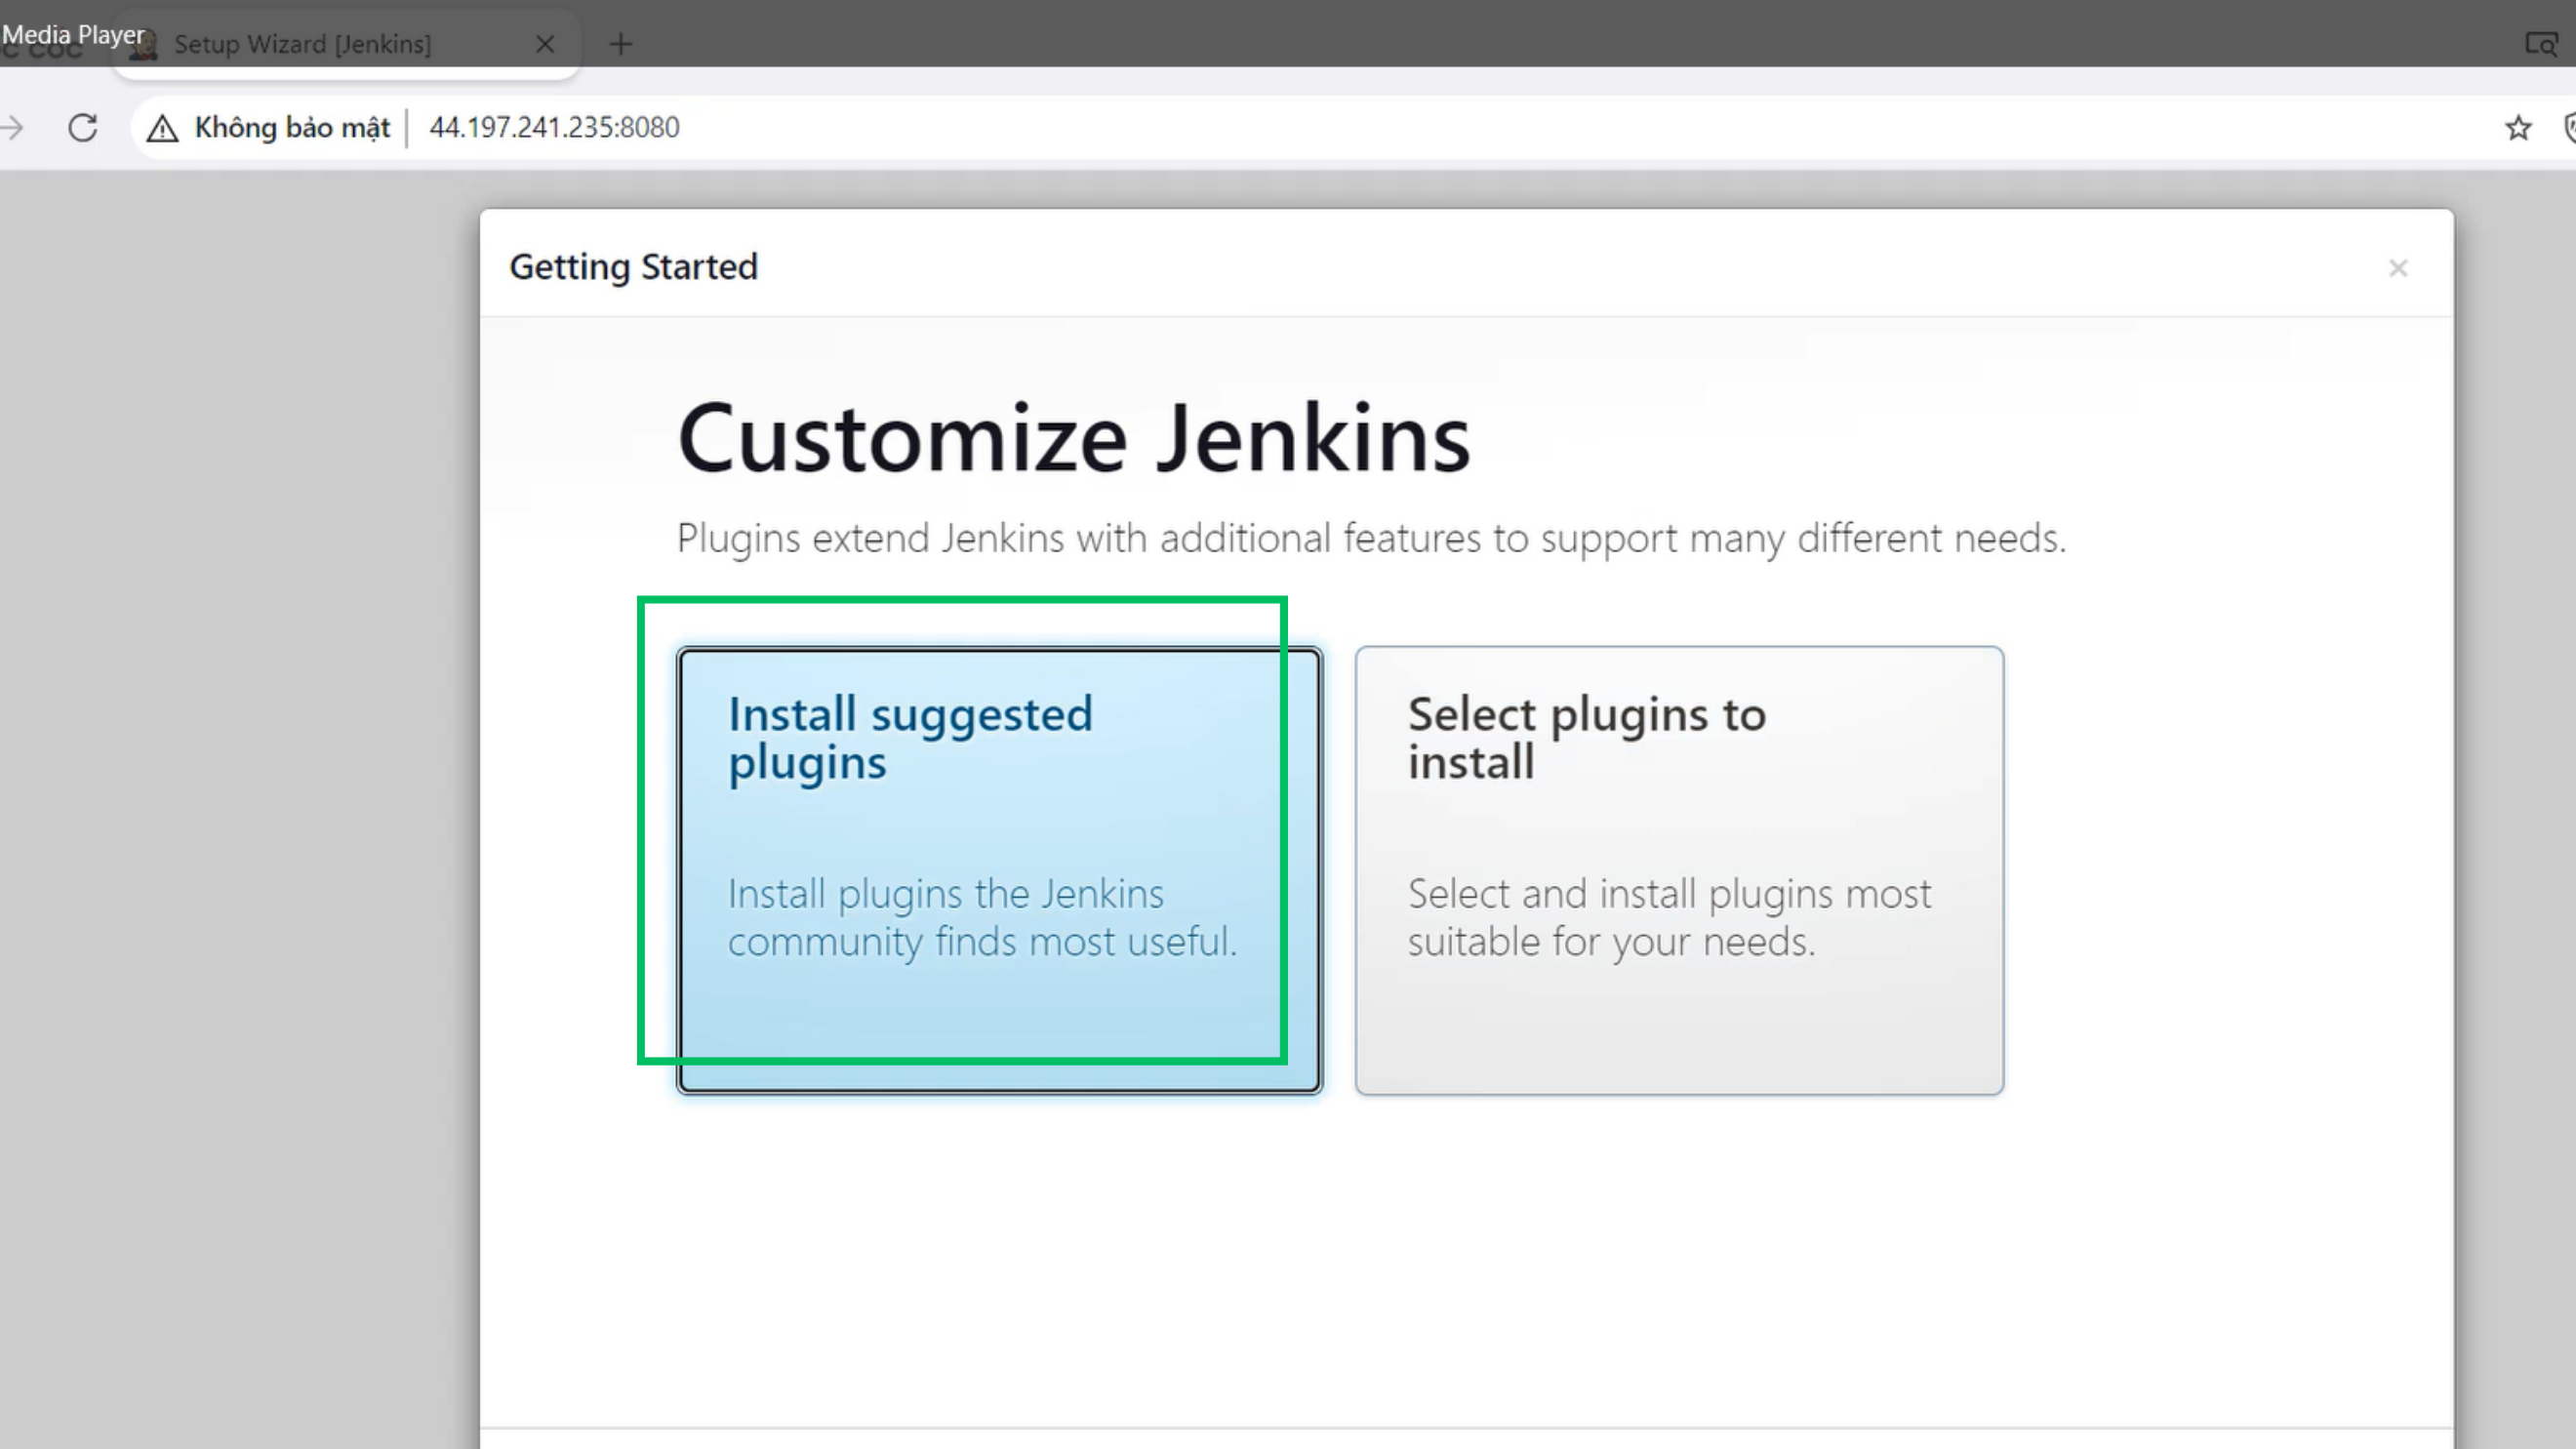 Media Player
Setup Wizard [Jenkins]
Không bảo mật
44.197.241.235:8080
Getting Started
Customize Jenkins
Plugins extend Jenkins with additional features to support many different needs.
Install suggested
plugins
Install plugins the Jenkins
community finds most useful.
Select plugins to
install
Select and install plugins most
suitable for your needs.